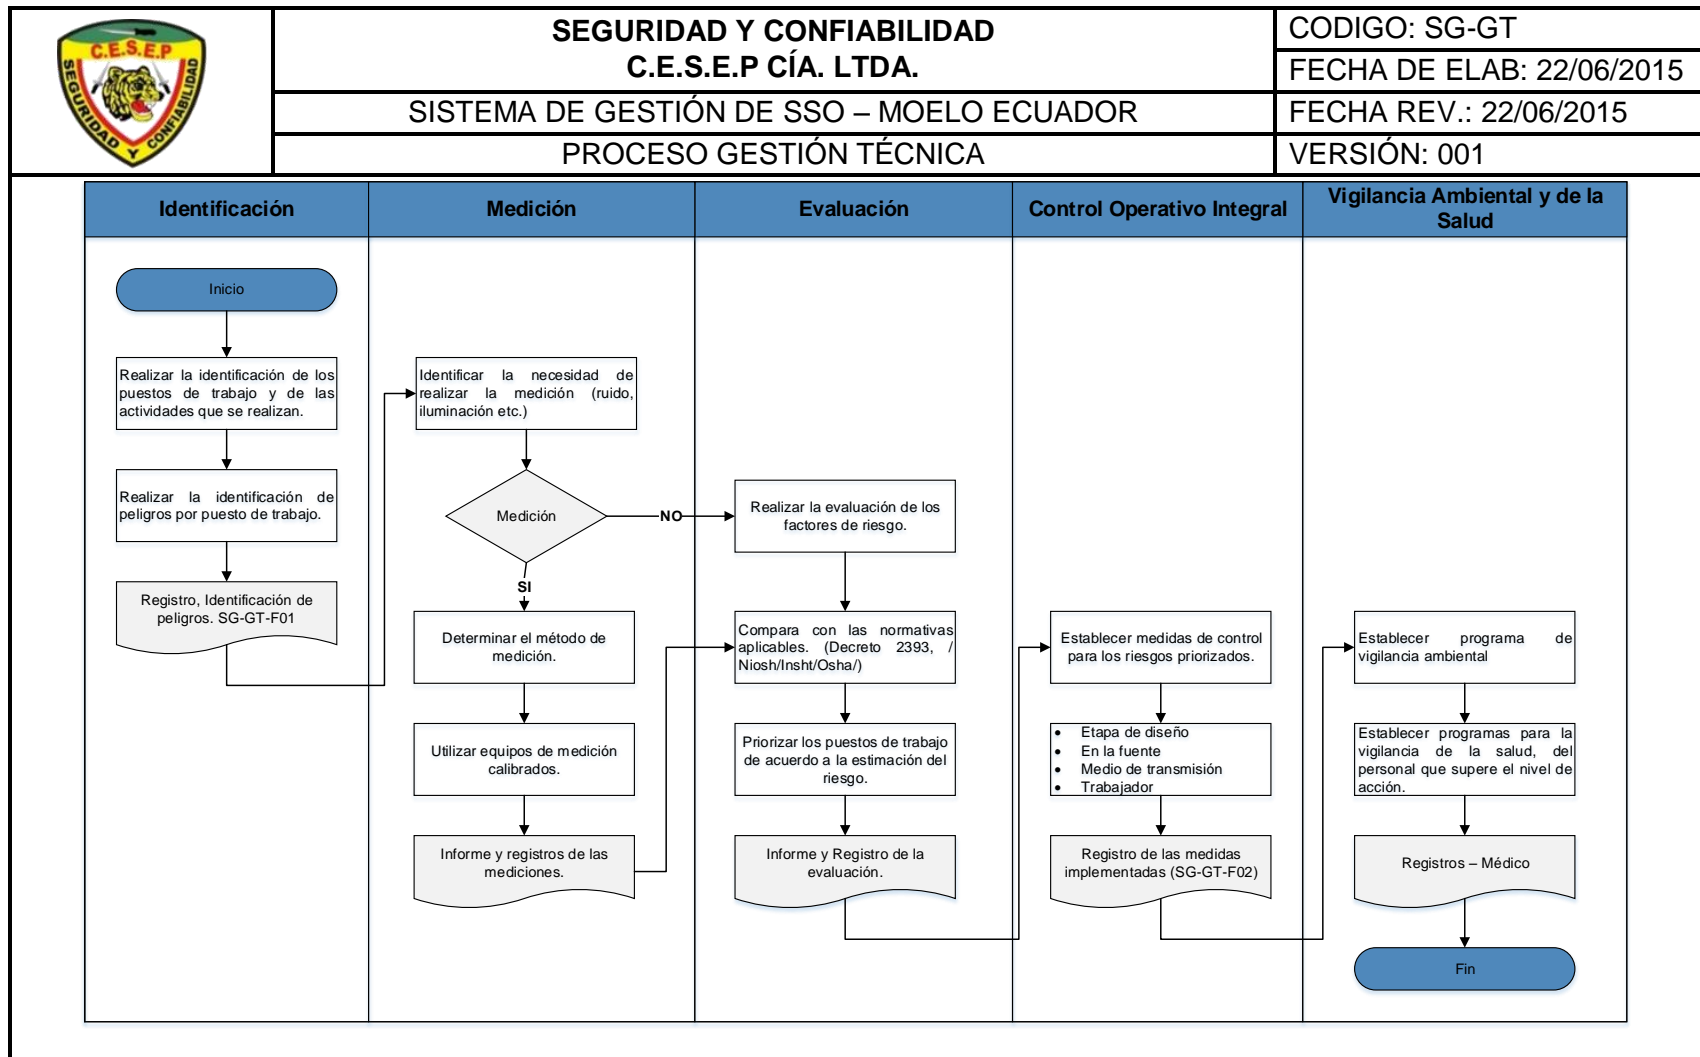 C.E.S.E.P
SEGURIDAD Y CONFIABILIDAD
SEGURIDAD Y CONFIABILIDAD
C.E.S.E.P CÍA. LTDA.
SISTEMA DE GESTIÓN DE SSO – MOELO ECUADOR
PROCESO GESTIÓN TÉCNICA
CODIGO: SG-GT
FECHA DE ELAB: 22/06/2015
FECHA REV.: 22/06/2015
VERSIÓN: 001
Identificación
Inicio
Realizar la identificación de los
puestos de trabajo y de las
actividades que se realizan.
Realizar la identificación de
peligros por puesto de trabajo.
Registro, Identificación de
peligros. SG-GT-F01
Medición
Identificar la necesidad de
realizar la medición (ruido,
iluminación etc.)
Medición
NO
SI
Determinar el método de
medición.
Utilizar equipos de medición
calibrados.
Informe y registros de las
mediciones.
Evaluación
Realizar la evaluación de los
factores de riesgo.
Compara con las normativas
aplicables. (Decreto 2393, /
Niosh/Insht/Osha/)
Priorizar los puestos de trabajo
de acuerdo a la estimación del
riesgo.
Informe y Registro de la
evaluación.
Control Operativo Integral
Establecer medidas de control
para los riesgos priorizados.
• Etapa de diseño
• En la fuente
• Medio de transmisión
• Trabajador
Registro de las medidas
implementadas (SG-GT-F02)
Vigilancia Ambiental y de la
Salud
Establecer programa de
vigilancia ambiental
Establecer programas para la
vigilancia de la salud, del
personal que supere el nivel de
acción.
Registros – Médico
Fin